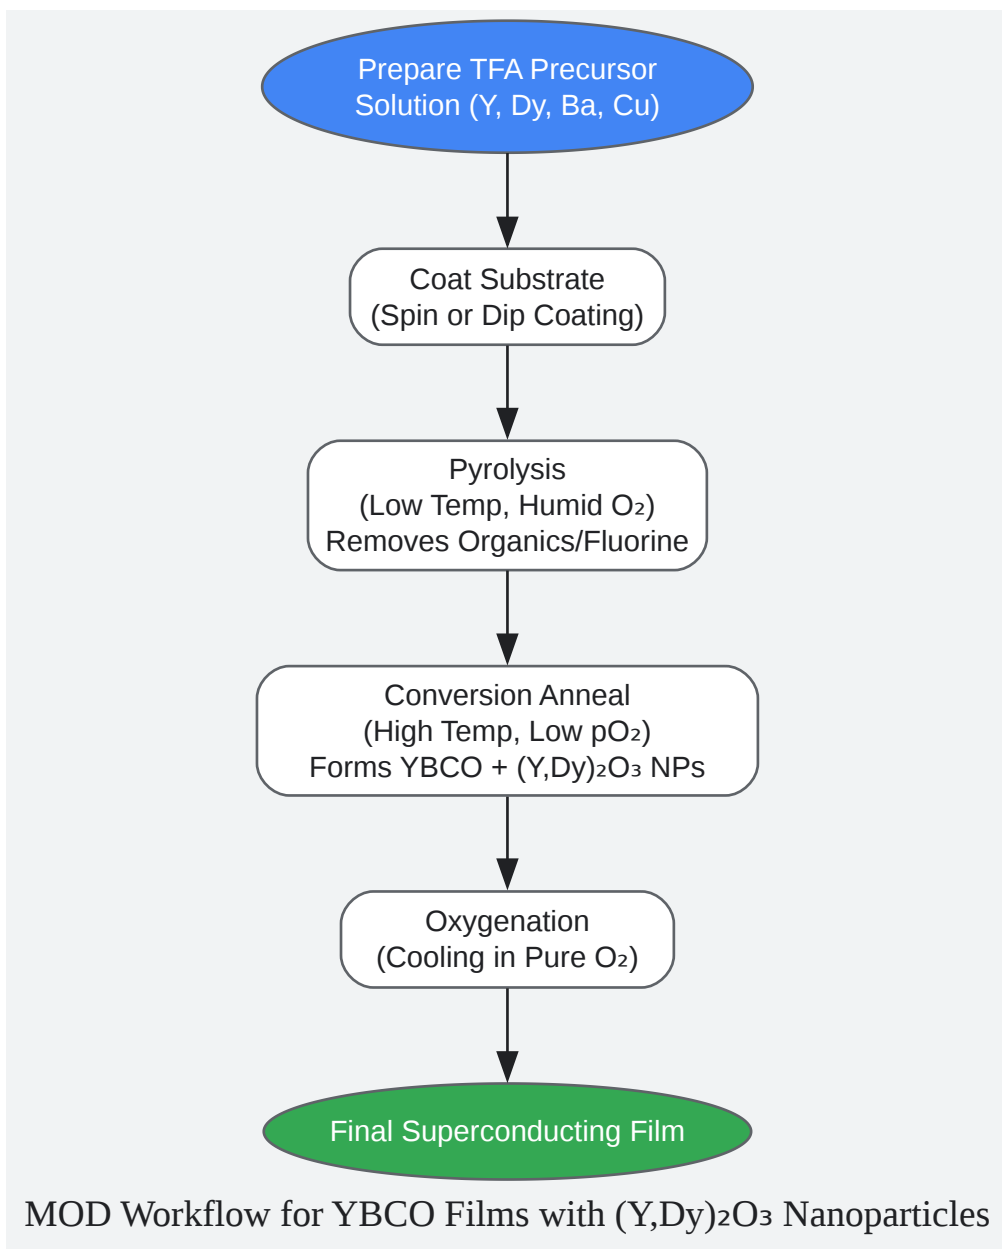 Prepare TFA Precursor
Solution (Y, Dy, Ba, Cu)
Coat Substrate
(Spin or Dip Coating)
Pyrolysis
(Low Temp, Humid O₂)
Removes Organics/Fluorine
Conversion Anneal
(High Temp, Low pO₂)
Forms YBCO + (Y,Dy)₂O₃ NPs
Oxygenation
(Cooling in Pure O₂)
Final Superconducting Film
MOD Workflow for YBCO Films with (Y,Dy)₂O₃ Nanoparticles